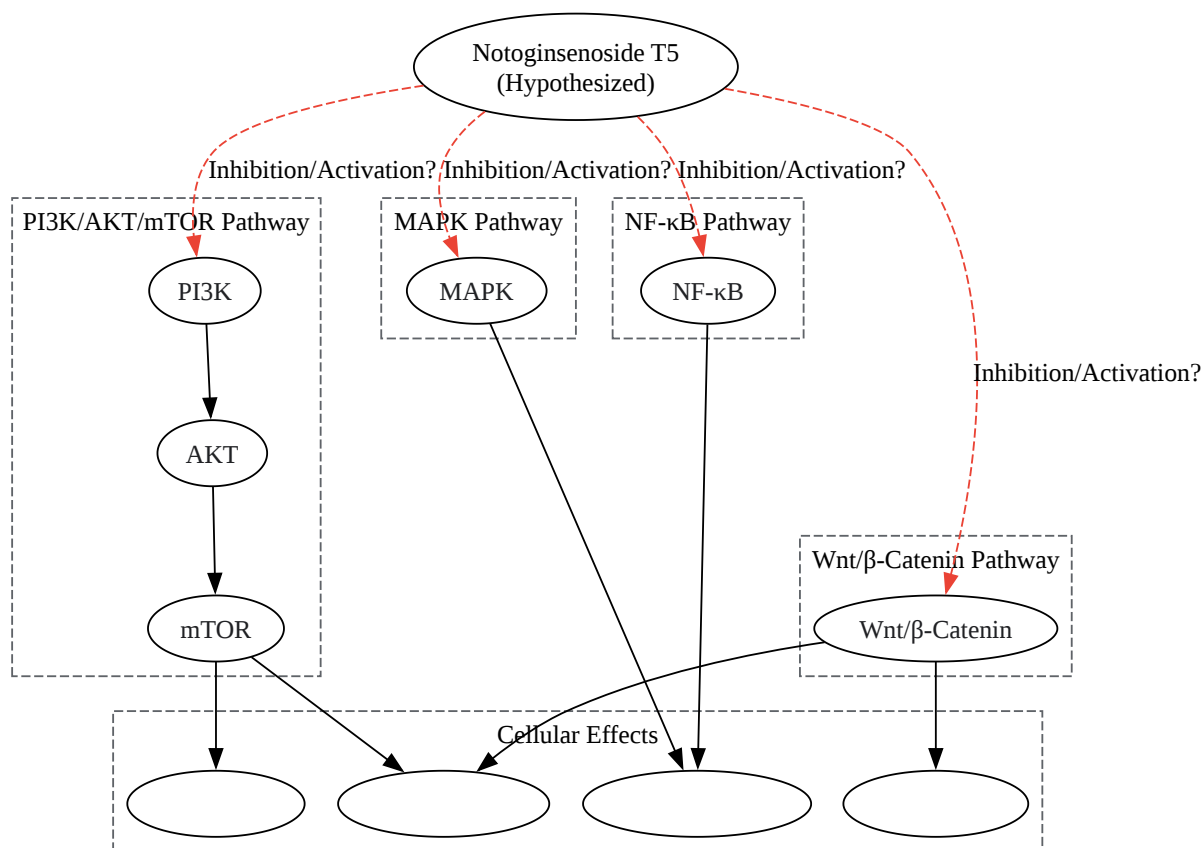 Notoginsenoside T5
(Hypothesized)
Inhibition/Activation?
Inhibition/Activation?
Inhibition/Activation?
PI3K/AKT/mTOR Pathway
MAPK Pathway
NF-κB Pathway
PI3K
MAPK
NF-κB
Inhibition/Activation?
AKT
Wnt/β-Catenin Pathway
mTOR
Wnt/β-Catenin
Cellular Effects